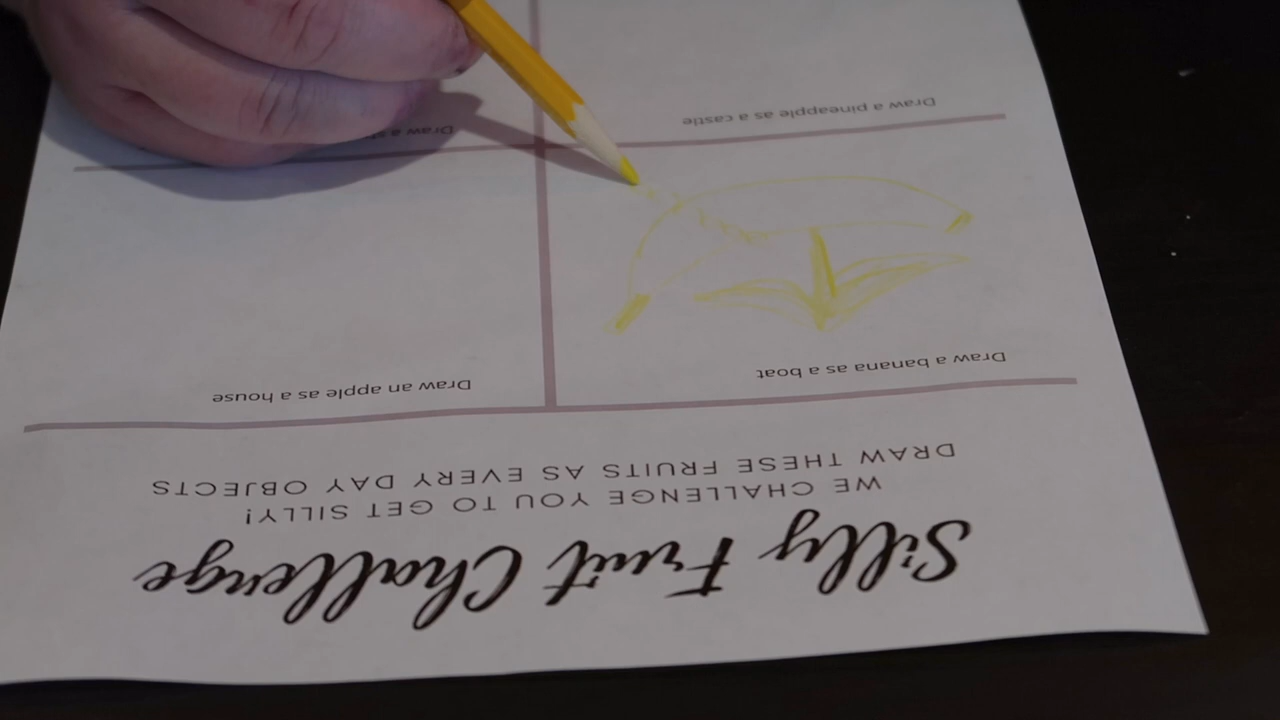 Silly Fruit Challenge
WE CHALLENGE YOU TO GET SILLY!
DRAW THESE FRUITS AS EVERY DAY OBJECTS
Draw a banana as a boat
Draw an apple as a house
Draw a pineapple as a castle
Draw a